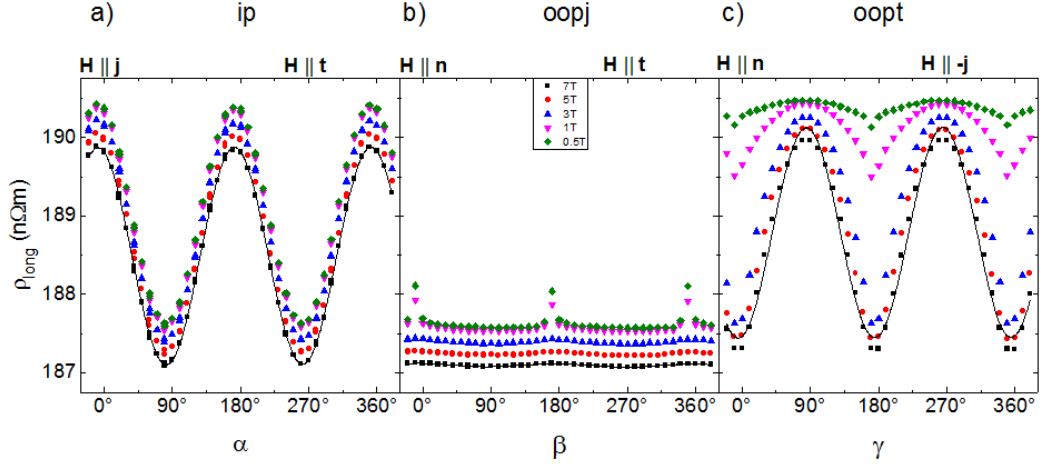 a) ip b) oopj c) oopt
H || j H || t H || n H || t H || n H || -j
7T
5T
3T
1T
0.5T
190
189
188
187
ρlong (nΩm)
0° 90° 180° 270° 360° 0° 90° 180° 270° 360° 0° 90° 180° 270° 360°
α β γ